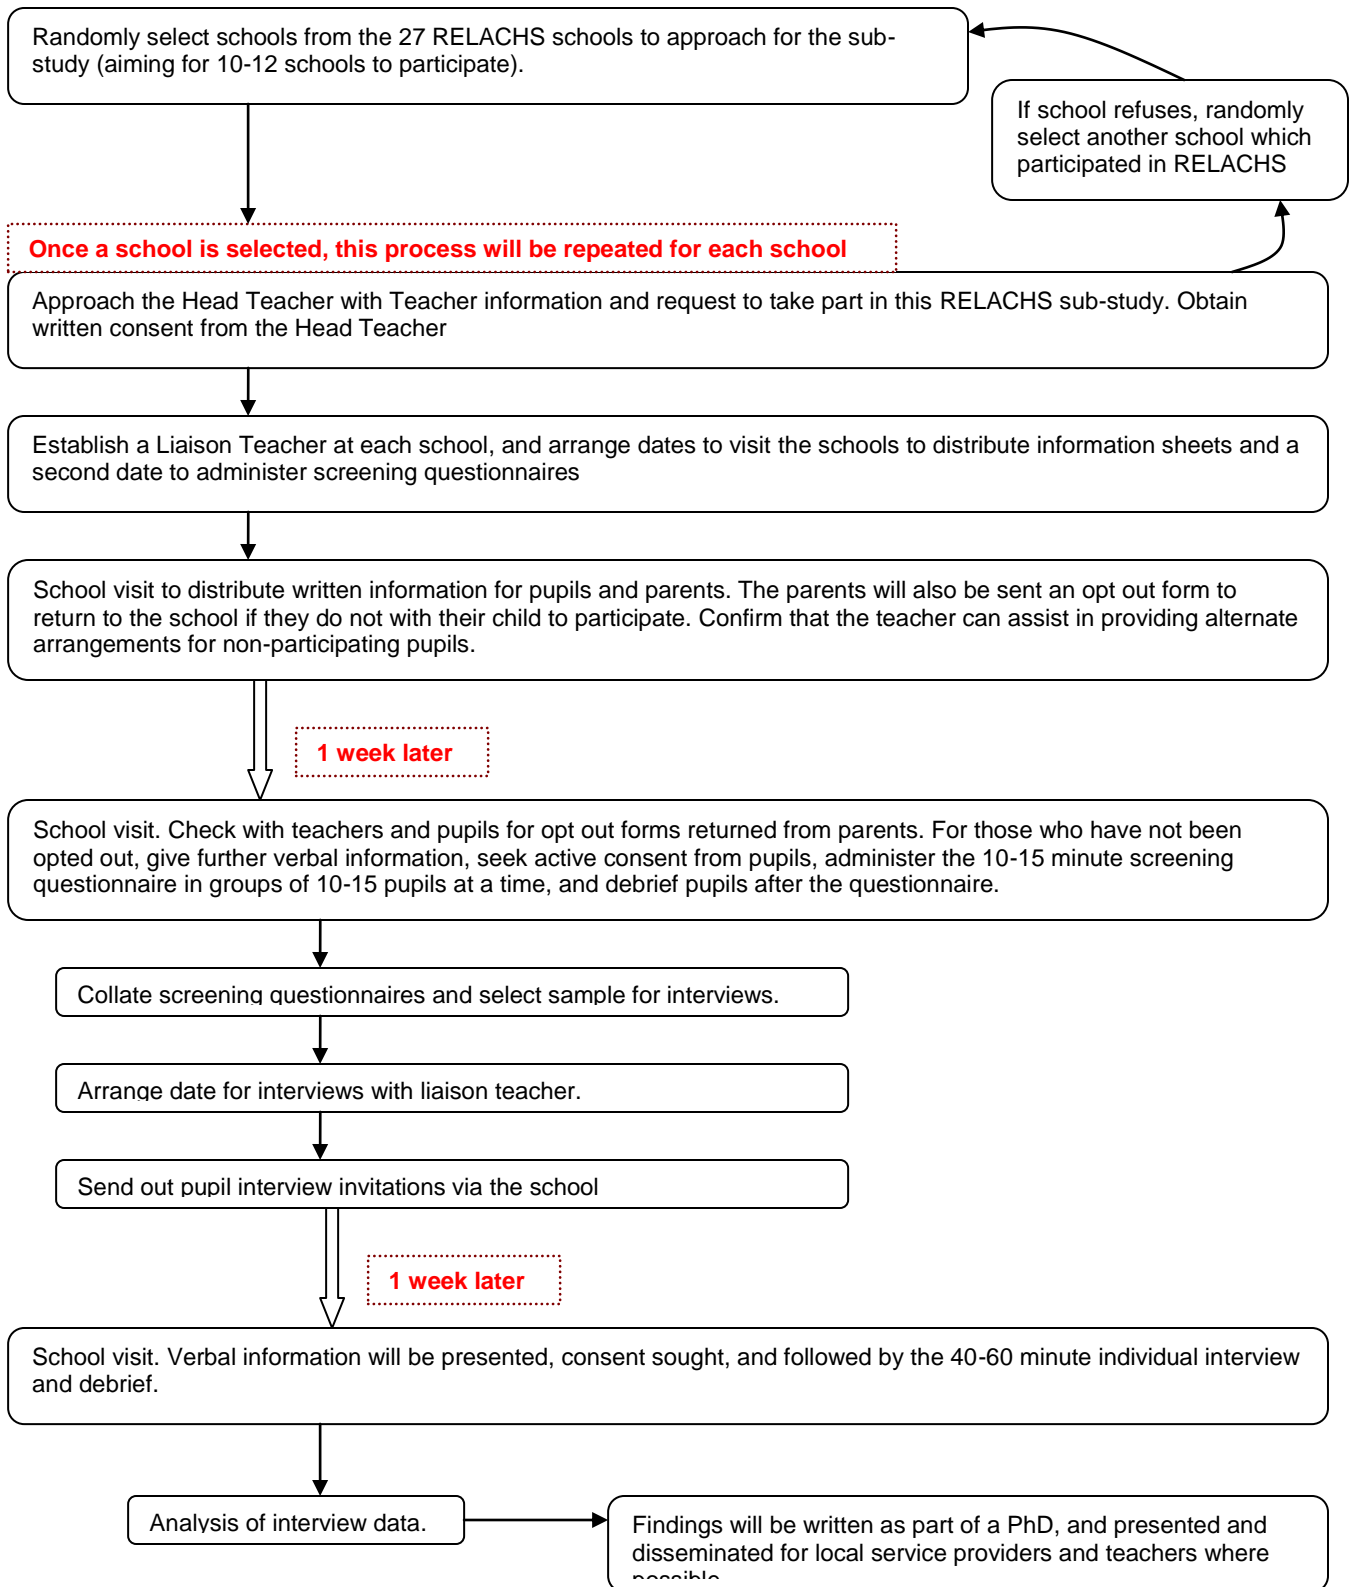 Randomly select schools from the 27 RELACHS schools to approach for the sub-
study (aiming for 10-12 schools to participate).
If school refuses, randomly
select another school which
participated in RELACHS
Once a school is selected, this process will be repeated for each school
Approach the Head Teacher with Teacher information and request to take part in this RELACHS sub-study. Obtain
written consent from the Head Teacher
Establish a Liaison Teacher at each school, and arrange dates to visit the schools to distribute information sheets and a
second date to administer screening questionnaires
School visit to distribute written information for pupils and parents. The parents will also be sent an opt out form to
return to the school if they do not with their child to participate. Confirm that the teacher can assist in providing alternate
arrangements for non-participating pupils.
1 week later
School visit. Check with teachers and pupils for opt out forms returned from parents. For those who have not been
opted out, give further verbal information, seek active consent from pupils, administer the 10-15 minute screening
questionnaire in groups of 10-15 pupils at a time, and debrief pupils after the questionnaire.
Collate screening questionnaires and select sample for interviews.
Arrange date for interviews with liaison teacher.
Send out pupil interview invitations via the school
1 week later
School visit. Verbal information will be presented, consent sought, and followed by the 40-60 minute individual interview
and debrief.
Analysis of interview data.
Findings will be written as part of a PhD, and presented and
disseminated for local service providers and teachers where
possible